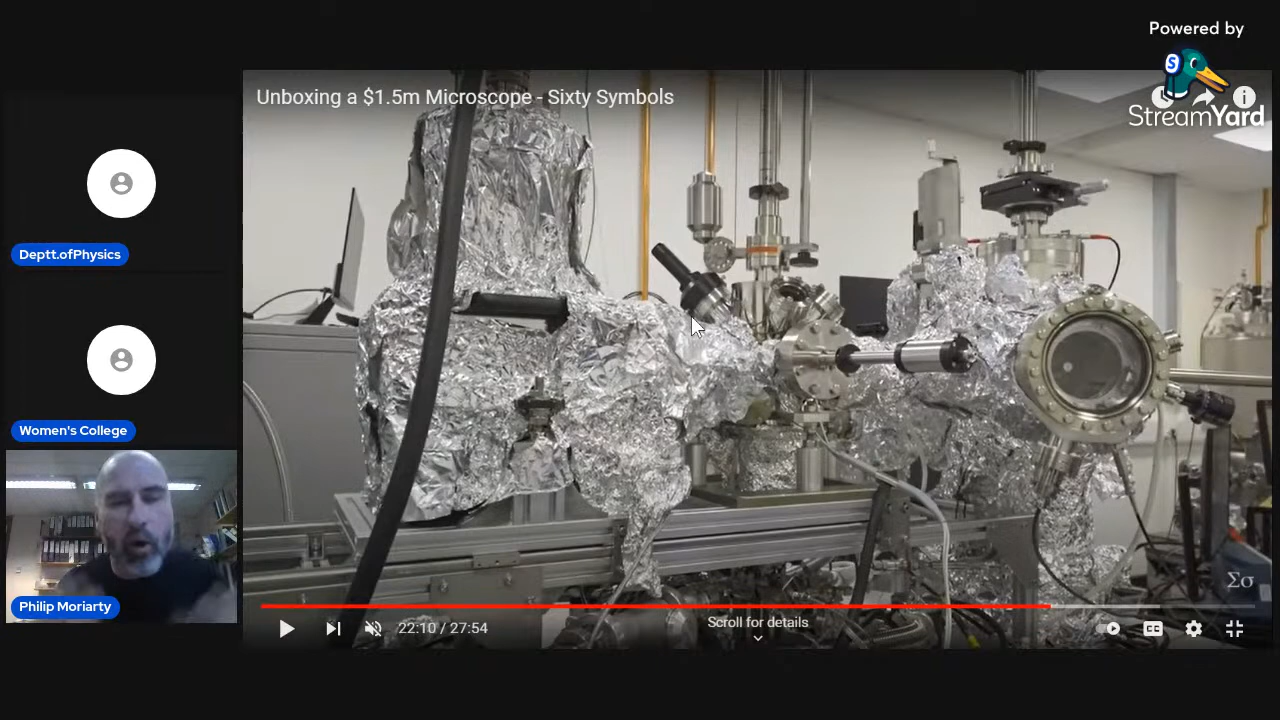 Powered by
StreamYard
Unboxing a $1.5m Microscope - Sixty Symbols
Deptt.ofPhysics
Women's College
Philip Moriarty
Σσ
22:10 / 27:54
Scroll for details
CC